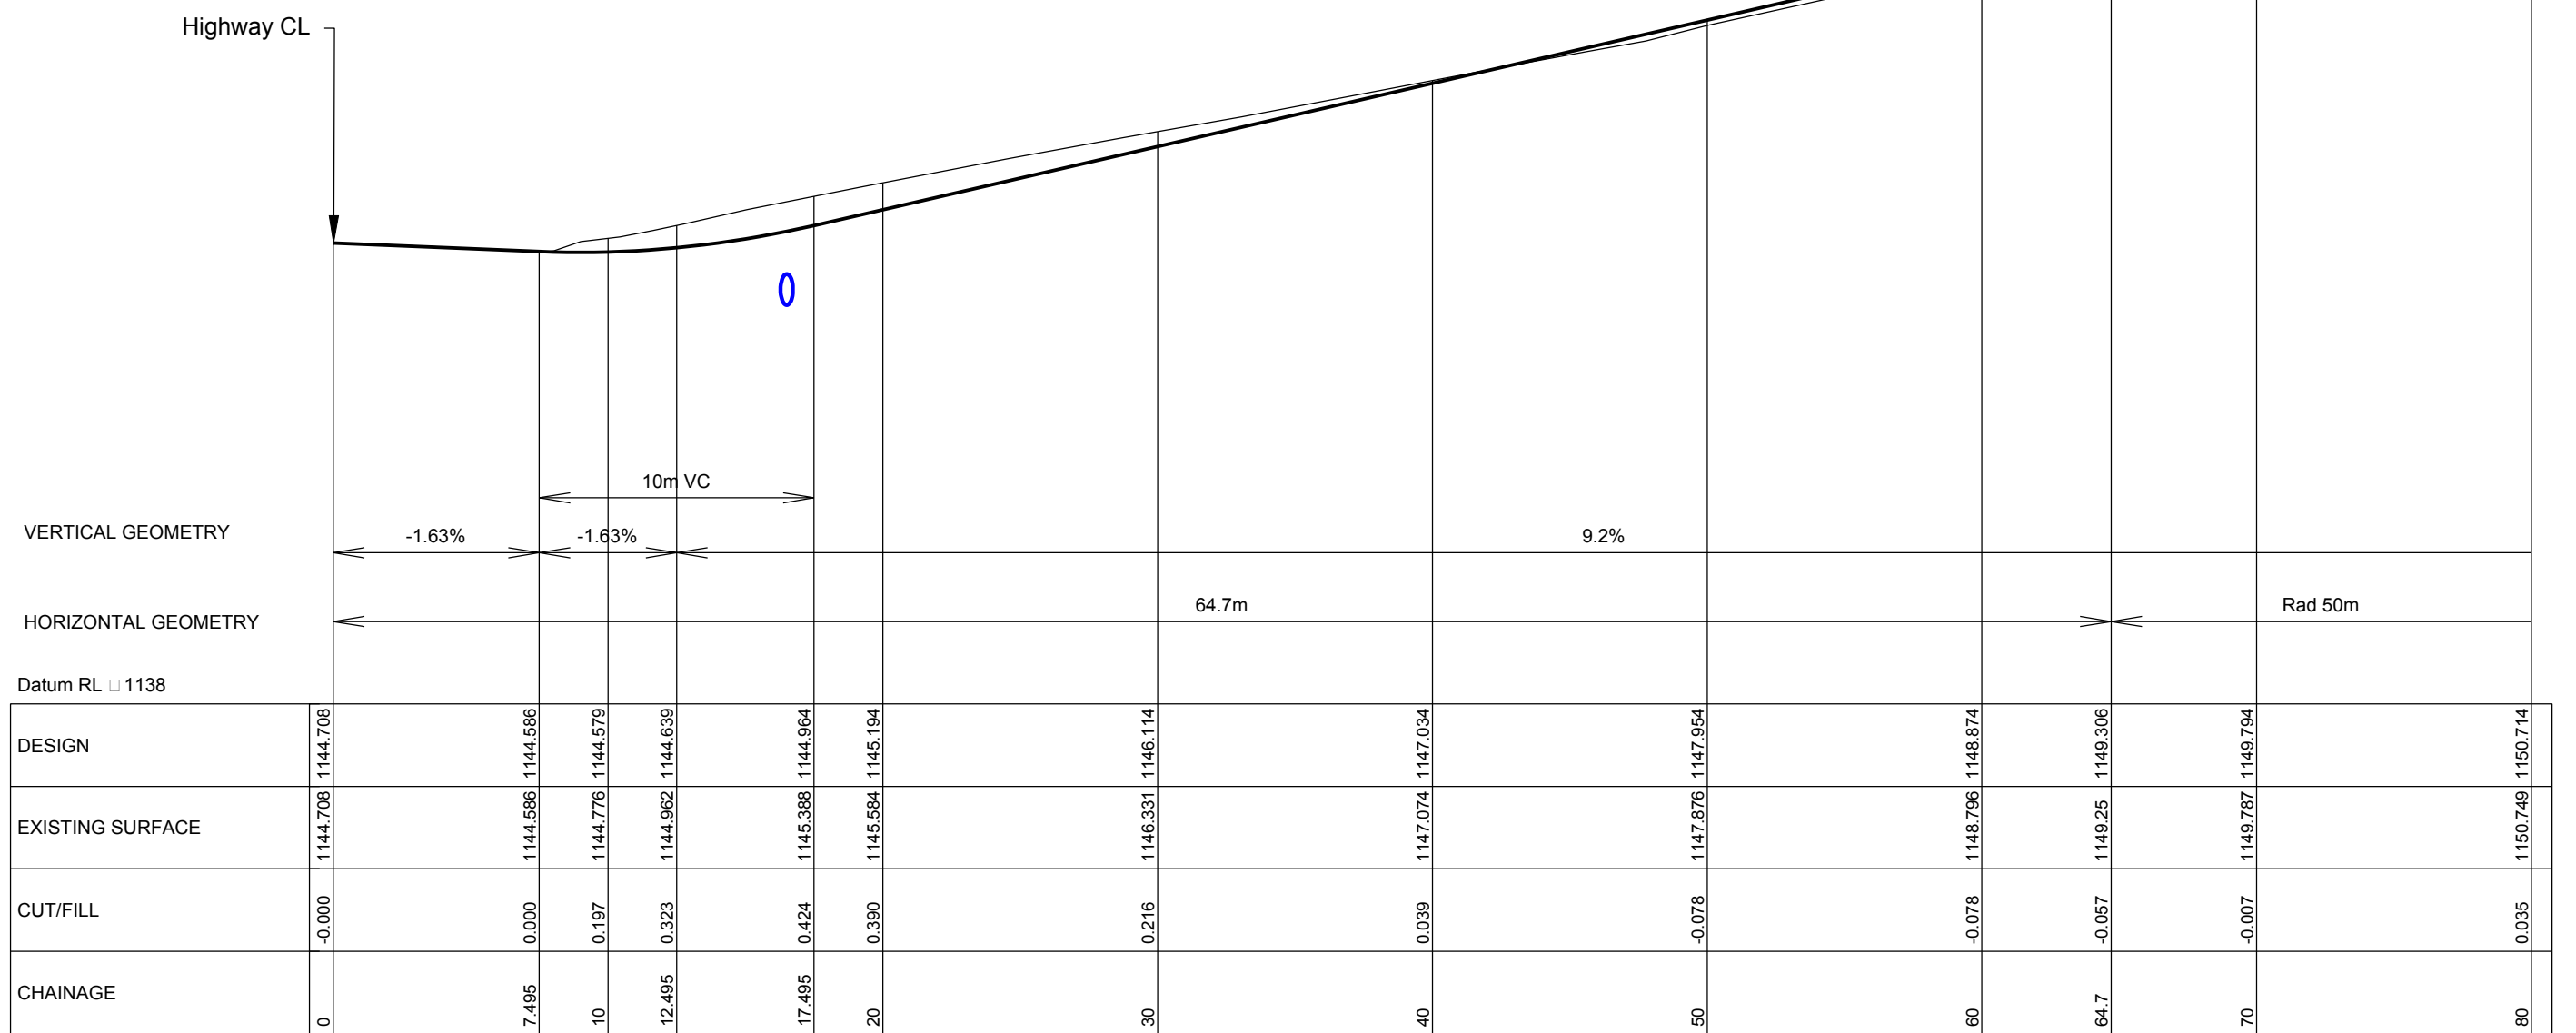 Highway CL
10m VC
VERTICAL GEOMETRY
-1.63% -1.63% 9.2%
HORIZONTAL GEOMETRY
64.7m Rad 50m
Datum RL □ 1138
DESIGN 1144.708 1144.586 1144.579 1144.639 1144.964 1145.194 1146.114 1147.034 1147.954 1148.874 1149.306 1149.794 1150.714
EXISTING SURFACE 1144.708 1144.586 1144.776 1144.962 1145.388 1145.584 1146.331 1147.074 1147.876 1148.796 1149.25 1149.787 1150.749
CUT/FILL -0.000 0.000 0.197 0.323 0.424 0.390 0.216 0.039 -0.078 -0.078 -0.057 -0.007 0.035
CHAINAGE 0 7.495 10 12.495 17.495 20 30 40 50 60 64.7 70 80